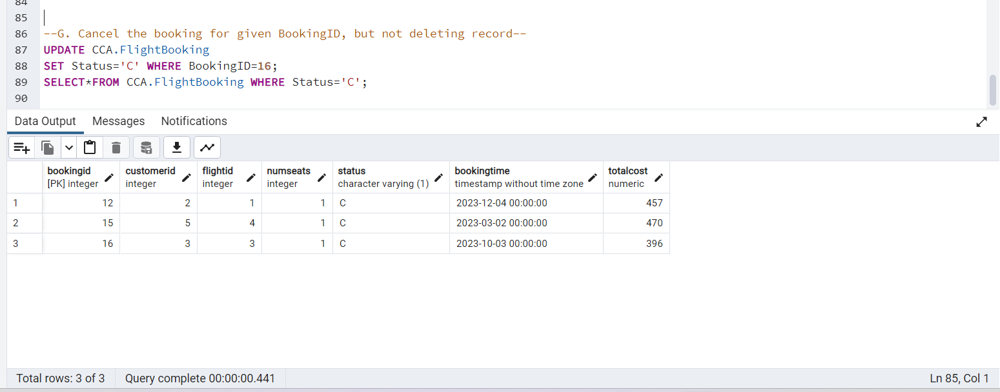 84
85
86 --G. Cancel the booking for given BookingID, but not deleting record--
87 UPDATE CCA.FlightBooking
88 SET Status='C' WHERE BookingID=16;
89 SELECT*FROM CCA.FlightBooking WHERE Status='C';
90
Data Output Messages Notifications
bookingid customerid flightid numseats status bookingtime totalcost
[PK] integer integer integer integer character varying (1) timestamp without time zone numeric
1 12 2 1 1 C 2023-12-04 00:00:00 457
2 15 5 4 1 C 2023-03-02 00:00:00 470
3 16 3 3 1 C 2023-10-03 00:00:00 396
Total rows: 3 of 3 Query complete 00:00:00.441 Ln 85, Col 1